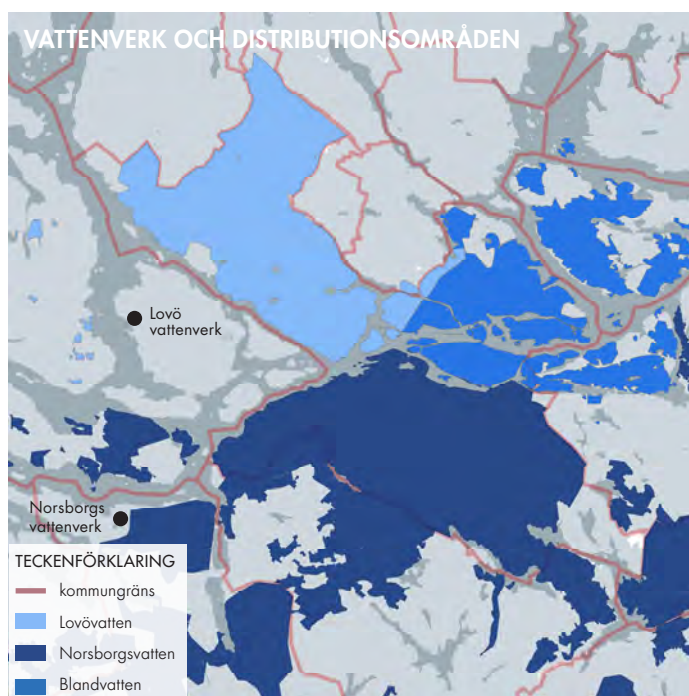 VATTENVERK OCH DISTRIBUTIONSOMRÅDEN
Lovö
vattenverk
Norsborgs
vattenverk
TECKENFÖRKLARING
kommungräns
Lovövatten
Norsborgsvatten
Blandvatten